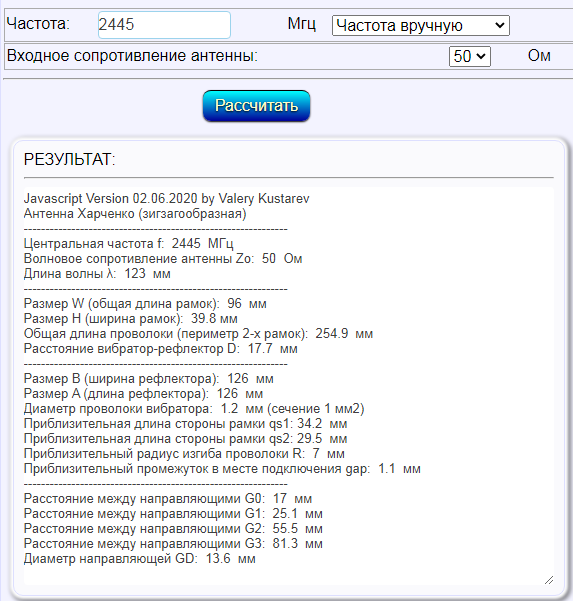 Частота: 2445 Мгц Частота вручную
Входное сопротивление антенны: 50 Ом
Рассчитать
РЕЗУЛЬТАТ:
Javascript Version 02.06.2020 by Valery Kustarev
Антенна Харченко (зигзагообразная)
------------------------------------------------------------
Центральная частота f: 2445 МГц
Волновое сопротивление антенны Zo: 50 Ом
Длина волны λ: 123 мм
------------------------------------------------------------
Размер W (общая длина рамок): 96 мм
Размер H (ширина рамок): 39.8 мм
Общая длина проволоки (периметр 2-х рамок): 254.9 мм
Расстояние вибратор-рефлектор D: 17.7 мм
------------------------------------------------------------
Размер B (ширина рефлектора): 126 мм
Размер A (длина рефлектора): 126 мм
Диаметр проволоки вибратора: 1.2 мм (сечение 1 мм2)
Приблизительная длина стороны рамки qs1: 34.2 мм
Приблизительная длина стороны рамки qs2: 29.5 мм
Приблизительный радиус изгиба проволоки R: 7 мм
Приблизительный промежуток в месте подключения gap: 1.1 мм
------------------------------------------------------------
Расстояние между направляющими G0: 17 мм
Расстояние между направляющими G1: 25.1 мм
Расстояние между направляющими G2: 55.5 мм
Расстояние между направляющими G3: 81.3 мм
Диаметр направляющей GD: 13.6 мм